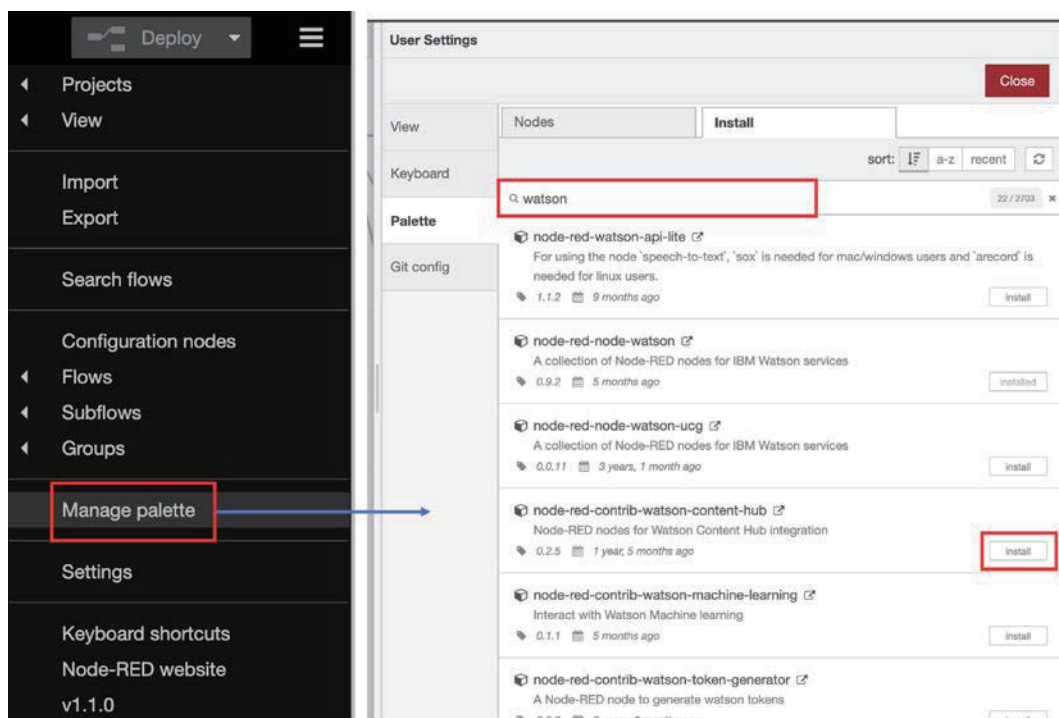 Deploy
Projects
View
Import
Export
Search flows
Configuration nodes
Flows
Subflows
Groups
Manage palette
Settings
Keyboard shortcuts
Node-RED website
v1.1.0
User Settings
Close
View
Keyboard
Palette
Git config
Nodes
Install
sort: a-z recent
watson
22 / 2703
node-red-watson-api-lite
For using the node `speech-to-text`, `sox` is needed for mac/windows users and `arecord` is
needed for linux users.
1.1.2 9 months ago
install
node-red-node-watson
A collection of Node-RED nodes for IBM Watson services
0.9.2 5 months ago
installed
node-red-node-watson-ucg
A collection of Node-RED nodes for IBM Watson services
0.0.11 3 years, 1 month ago
install
node-red-contrib-watson-content-hub
Node-RED nodes for Watson Content Hub integration
0.2.5 1 year, 5 months ago
install
node-red-contrib-watson-machine-learning
Interact with Watson Machine learning
0.1.1 5 months ago
install
node-red-contrib-watson-token-generator
A Node-RED node to generate watson tokens